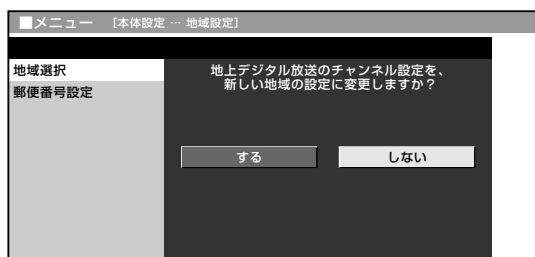 ■メニュー [本体設定 … 地域設定]
地域選択
郵便番号設定
地上デジタル放送のチャンネル設定を、
新しい地域の設定に変更しますか？
する しない